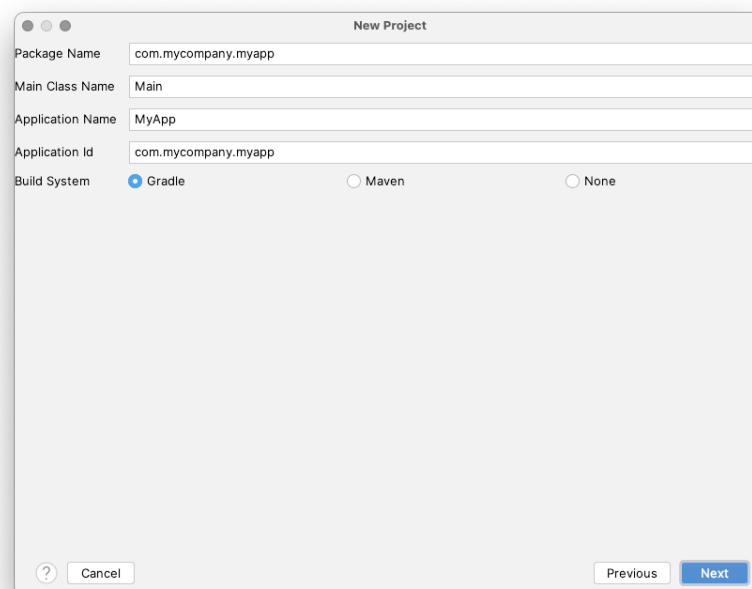 New Project
Package Name com.mycompany.myapp
Main Class Name Main
Application Name MyApp
Application Id com.mycompany.myapp
Build System Gradle Maven None
? Cancel Previous Next